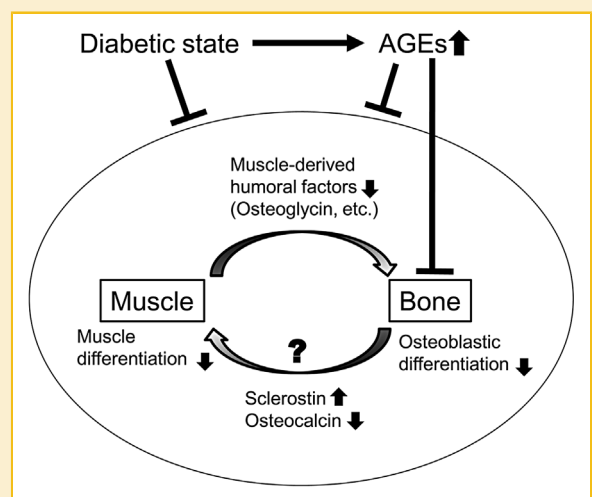 Diabetic state
AGEs
Muscle-derived
humoral factors
(Osteoglycin, etc.)
Muscle
Bone
Muscle
differentiation
?
Osteoblastic
differentiation
Sclerostin
Osteocalcin